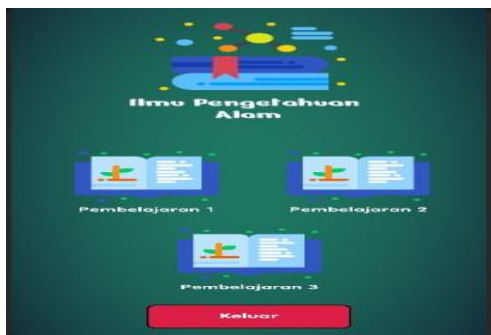 Ilmu Pengetahuan
Alam
Pembelajaran 1
Pembelajaran 2
Pembelajaran 3
Keluar